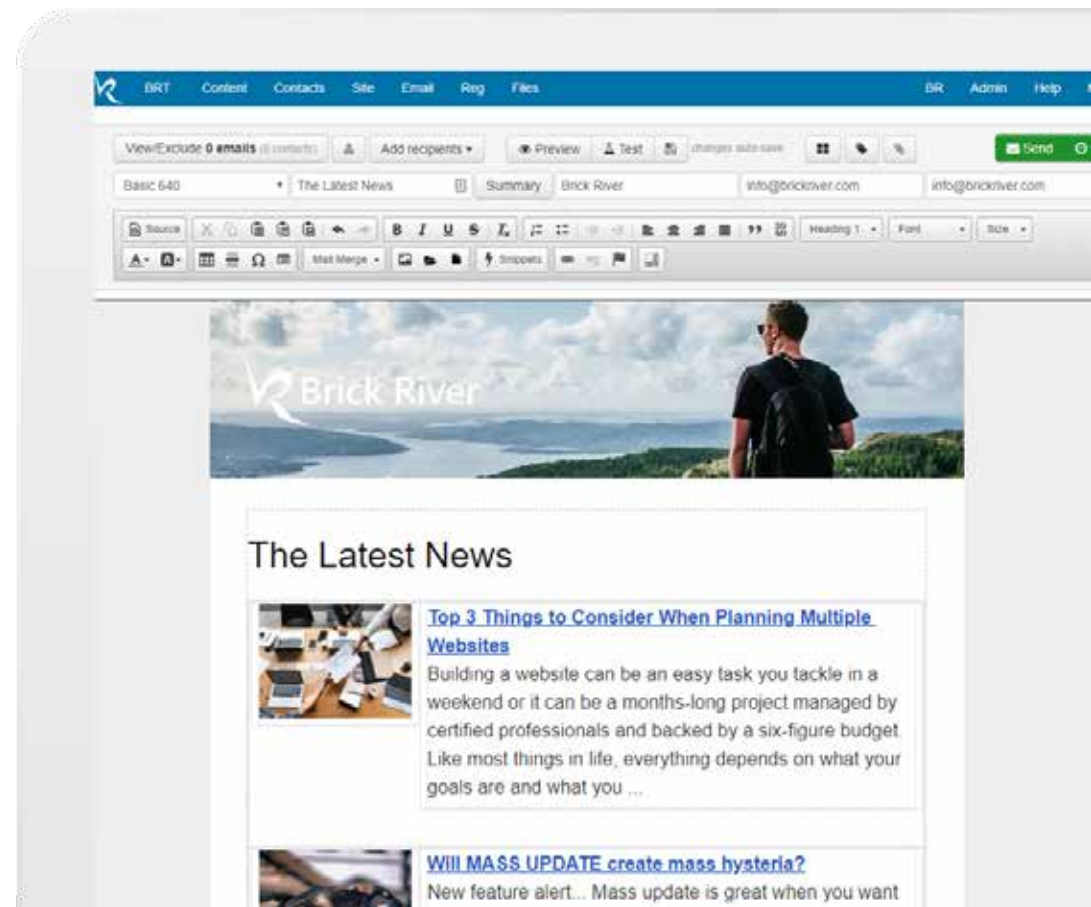 BRT Content Contacts Site Email Reg Files BR Admin Help
View/Exclude 0 emails (0 contacts) Add recipients Preview Test changes auto-save Send
Basic 640 The Latest News Summary Brick River info@brickriver.com info@brickriver.com
Source B I U S Heading 1 Font Size
A A Ω Mail Merge Snippets
Brick River
The Latest News
Top 3 Things to Consider When Planning Multiple
Websites
Building a website can be an easy task you tackle in a
weekend or it can be a months-long project managed by
certified professionals and backed by a six-figure budget.
Like most things in life, everything depends on what your
goals are and what you ...
Will MASS UPDATE create mass hysteria?
New feature alert... Mass update is great when you want